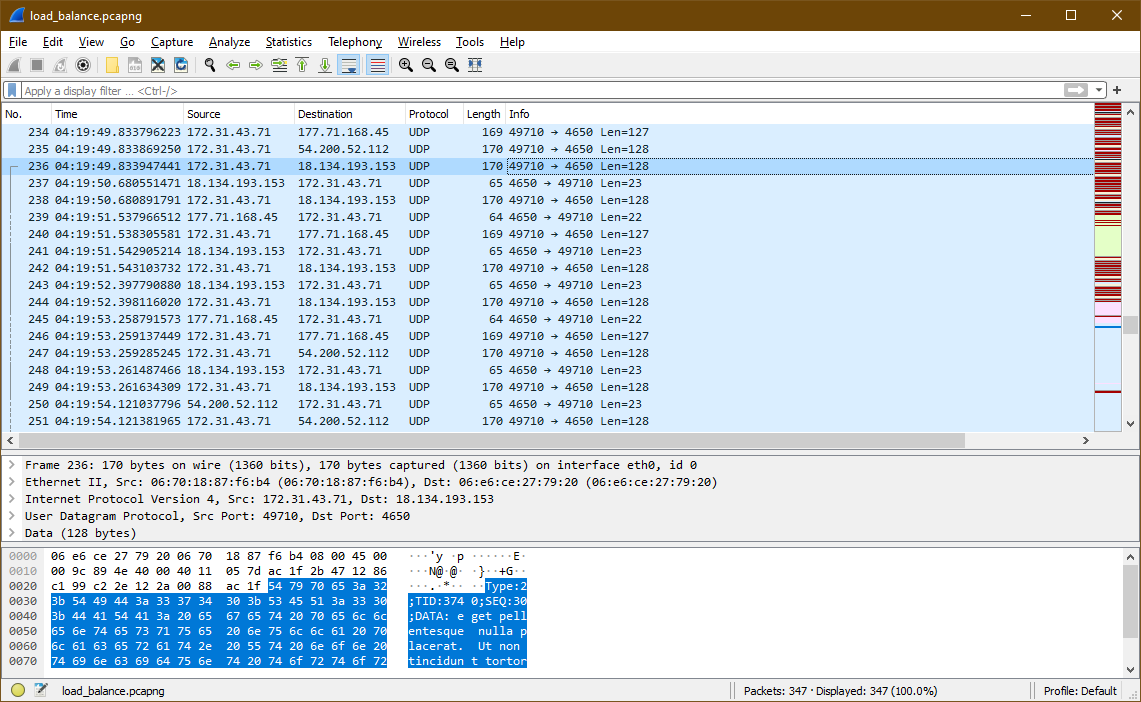 load_balance.pcapng
File Edit View Go Capture Analyze Statistics Telephony Wireless Tools Help
Apply a display filter ... <Ctrl-/>
No. Time Source Destination Protocol Length Info
234 04:19:49.833796223 172.31.43.71 177.71.168.45 UDP 169 49710 → 4650 Len=127
235 04:19:49.833869250 172.31.43.71 54.200.52.112 UDP 170 49710 → 4650 Len=128
236 04:19:49.833947441 172.31.43.71 18.134.193.153 UDP 170 49710 → 4650 Len=128
237 04:19:50.680551471 18.134.193.153 172.31.43.71 UDP 65 4650 → 49710 Len=23
238 04:19:50.680891791 172.31.43.71 18.134.193.153 UDP 170 49710 → 4650 Len=128
239 04:19:51.537966512 177.71.168.45 172.31.43.71 UDP 64 4650 → 49710 Len=22
240 04:19:51.538305581 172.31.43.71 177.71.168.45 UDP 169 49710 → 4650 Len=127
241 04:19:51.542905214 18.134.193.153 172.31.43.71 UDP 65 4650 → 49710 Len=23
242 04:19:51.543103732 172.31.43.71 18.134.193.153 UDP 170 49710 → 4650 Len=128
243 04:19:52.397790880 18.134.193.153 172.31.43.71 UDP 65 4650 → 49710 Len=23
244 04:19:52.398116020 172.31.43.71 18.134.193.153 UDP 170 49710 → 4650 Len=128
245 04:19:53.258791573 177.71.168.45 172.31.43.71 UDP 64 4650 → 49710 Len=22
246 04:19:53.259137449 172.31.43.71 177.71.168.45 UDP 169 49710 → 4650 Len=127
247 04:19:53.259285245 172.31.43.71 54.200.52.112 UDP 170 49710 → 4650 Len=128
248 04:19:53.261487466 18.134.193.153 172.31.43.71 UDP 65 4650 → 49710 Len=23
249 04:19:53.261634309 172.31.43.71 18.134.193.153 UDP 170 49710 → 4650 Len=128
250 04:19:54.121037796 54.200.52.112 172.31.43.71 UDP 65 4650 → 49710 Len=23
251 04:19:54.121381965 172.31.43.71 54.200.52.112 UDP 170 49710 → 4650 Len=128
Frame 236: 170 bytes on wire (1360 bits), 170 bytes captured (1360 bits) on interface eth0, id 0
Ethernet II, Src: 06:70:18:87:f6:b4 (06:70:18:87:f6:b4), Dst: 06:e6:ce:27:79:20 (06:e6:ce:27:79:20)
Internet Protocol Version 4, Src: 172.31.43.71, Dst: 18.134.193.153
User Datagram Protocol, Src Port: 49710, Dst Port: 4650
Data (128 bytes)
0000 06 e6 ce 27 79 20 06 70 18 87 f6 b4 08 00 45 00 ···'y ·p ······E·
0010 00 9c 89 4e 40 00 40 11 05 7d ac 1f 2b 47 12 86 ···N@·@· ·}··+G··
0020 c1 99 c2 2e 12 2a 00 88 ac 1f 54 79 70 65 3a 32 ···.·*·· ··Type:2
0030 3b 54 49 44 3a 33 37 34 30 3b 53 45 51 3a 33 30 ;TID:374 0;SEQ:30
0040 3b 44 41 54 41 3a 20 65 67 65 74 20 70 65 6c 6c ;DATA: e get pell
0050 65 6e 74 65 73 71 75 65 20 6e 75 6c 6c 61 20 70 entesque nulla p
0060 6c 61 63 65 72 61 74 2e 20 55 74 20 6e 6f 6e 20 lacerat. Ut non
0070 74 69 6e 63 69 64 75 6e 74 20 74 6f 72 74 6f 72 tincidun t tortor
load_balance.pcapng Packets: 347 · Displayed: 347 (100.0%) Profile: Default